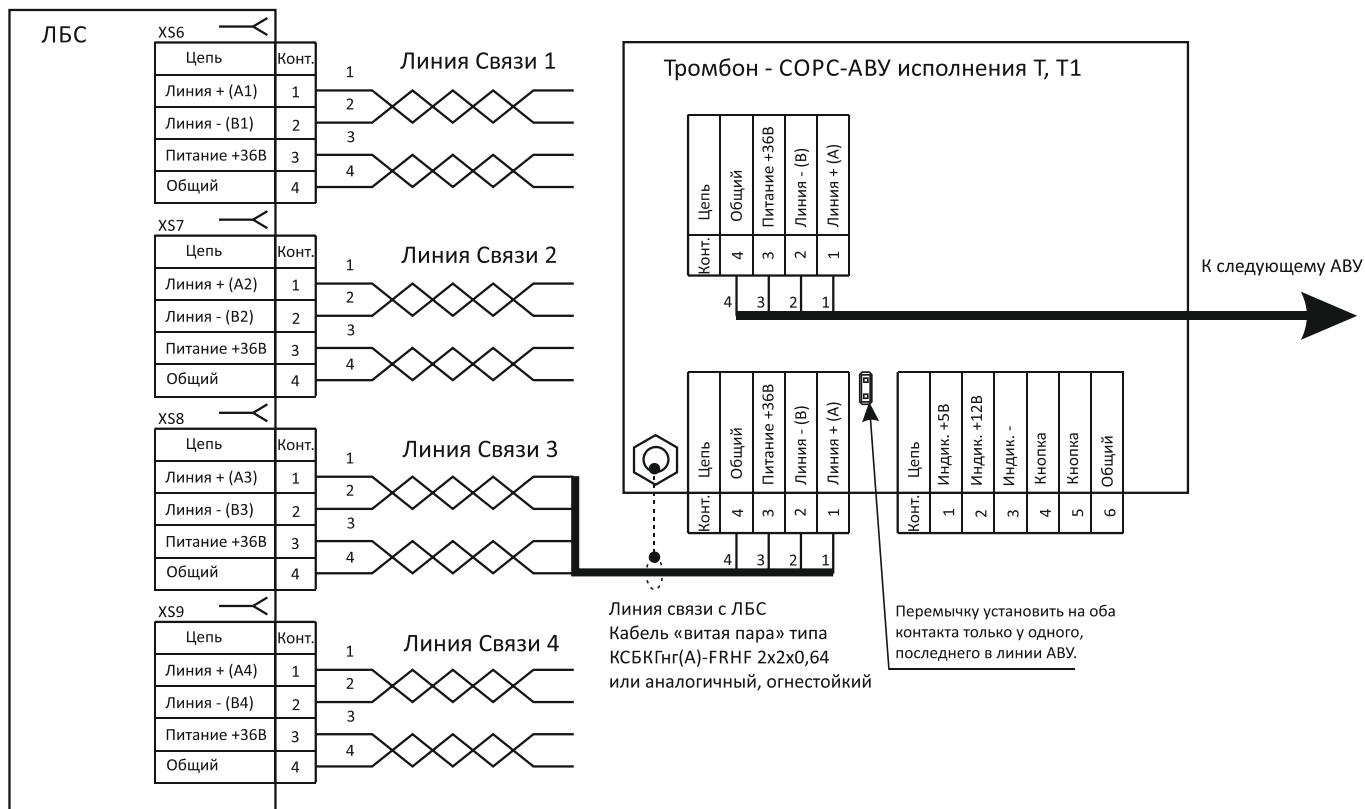 ЛБС
XS6
Цепь Конт.
Линия + (A1) 1
Линия - (B1) 2
Питание +36В 3
Общий 4
1
2
3
4
Линия Связи 1
XS7
Цепь Конт.
Линия + (A2) 1
Линия - (B2) 2
Питание +36В 3
Общий 4
1
2
3
4
Линия Связи 2
XS8
Цепь Конт.
Линия + (A3) 1
Линия - (B3) 2
Питание +36В 3
Общий 4
1
2
3
4
Линия Связи 3
XS9
Цепь Конт.
Линия + (A4) 1
Линия - (B4) 2
Питание +36В 3
Общий 4
1
2
3
4
Линия Связи 4
Тромбон - СОРС-АВУ исполнения Т, Т1
Конт. Цепь
4 Общий
3 Питание +36В
2 Линия - (B)
1 Линия + (A)
4 3 2 1
К следующему АВУ
Конт. Цепь
4 Общий
3 Питание +36В
2 Линия - (B)
1 Линия + (A)
4 3 2 1
Конт. Цепь
1 Индик. +5В
2 Индик. +12В
3 Индик. -
4 Кнопка
5 Кнопка
6 Общий
Линия связи с ЛБС
Кабель «витая пара» типа
КСБКГнг(А)-FRHF 2х2х0,64
или аналогичный, огнестойкий
Перемычку установить на оба
контакта только у одного,
последнего в линии АВУ.